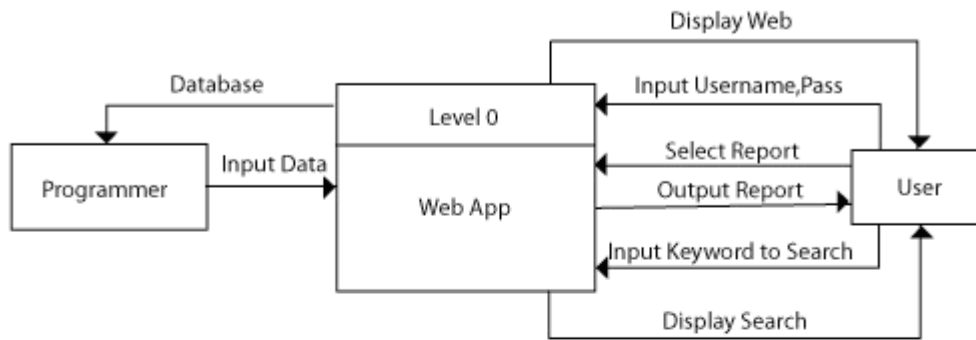 Display Web
Database
Input Username,Pass
Level 0
Select Report
Input Data
Programmer
Output Report
User
Web App
Input Keyword to Search
Display Search